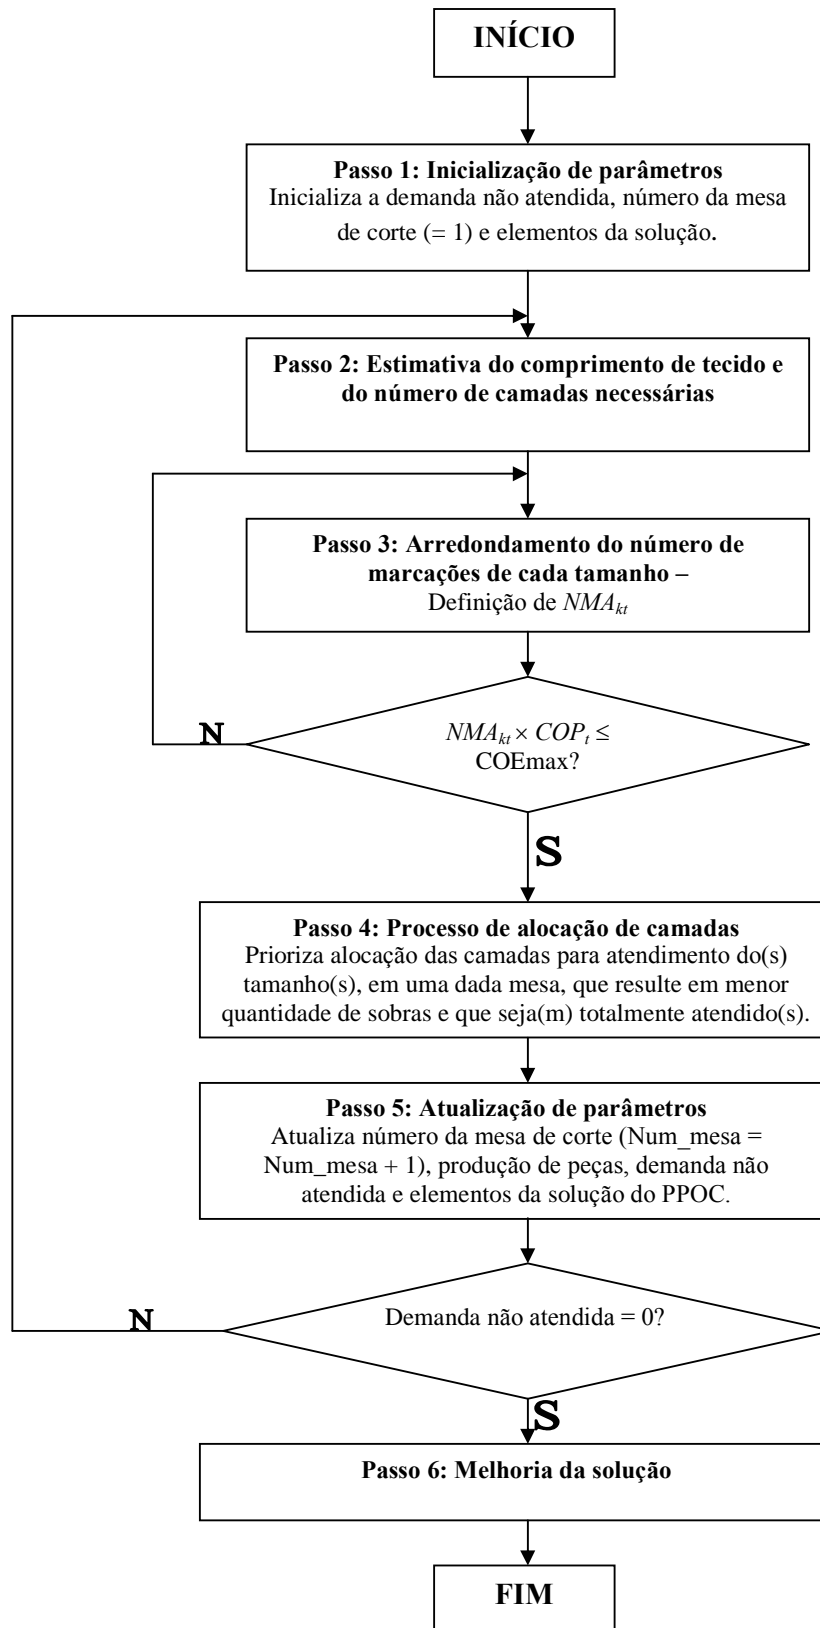 INÍCIO
Passo 1: Inicialização de parâmetros
Inicializa a demanda não atendida, número da mesa
de corte (= 1) e elementos da solução.
Passo 2: Estimativa do comprimento de tecido e
do número de camadas necessárias
Passo 3: Arredondamento do número de
marcações de cada tamanho –
Definição de NMAkt
NMAkt × COPt ≤
COEmax?
N
S
Passo 4: Processo de alocação de camadas
Prioriza alocação das camadas para atendimento do(s)
tamanho(s), em uma dada mesa, que resulte em menor
quantidade de sobras e que seja(m) totalmente atendido(s).
Passo 5: Atualização de parâmetros
Atualiza número da mesa de corte (Num_mesa =
Num_mesa + 1), produção de peças, demanda não
atendida e elementos da solução do PPOC.
Demanda não atendida = 0?
N
S
Passo 6: Melhoria da solução
FIM